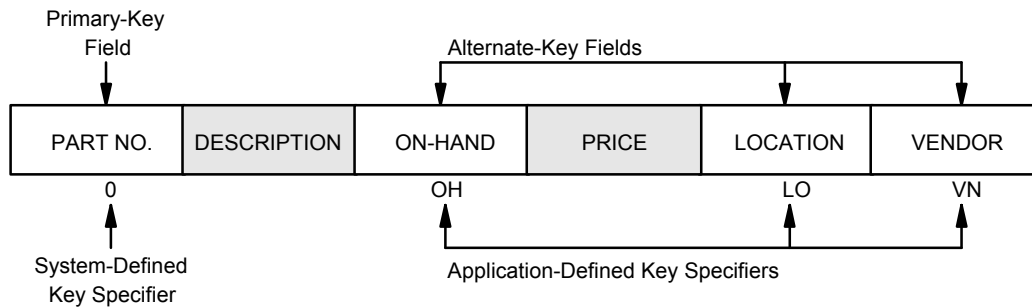 Primary-Key
Field
Alternate-Key Fields
PART NO.
DESCRIPTION
ON-HAND
PRICE
LOCATION
VENDOR
0
OH
LO
VN
System-Defined
Key Specifier
Application-Defined Key Specifiers